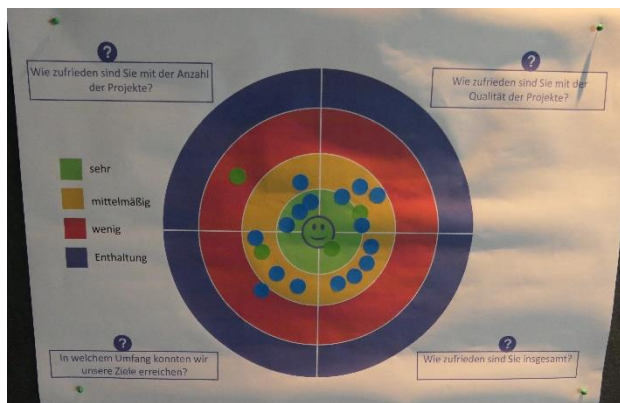 ?
Wie zufrieden sind Sie mit der Anzahl
der Projekte?
?
Wie zufrieden sind Sie mit der
Qualität der Projekte?
sehr
mittelmäßig
wenig
Enthaltung
?
In welchem Umfang konnten wir
unsere Ziele erreichen?
?
Wie zufrieden sind Sie insgesamt?